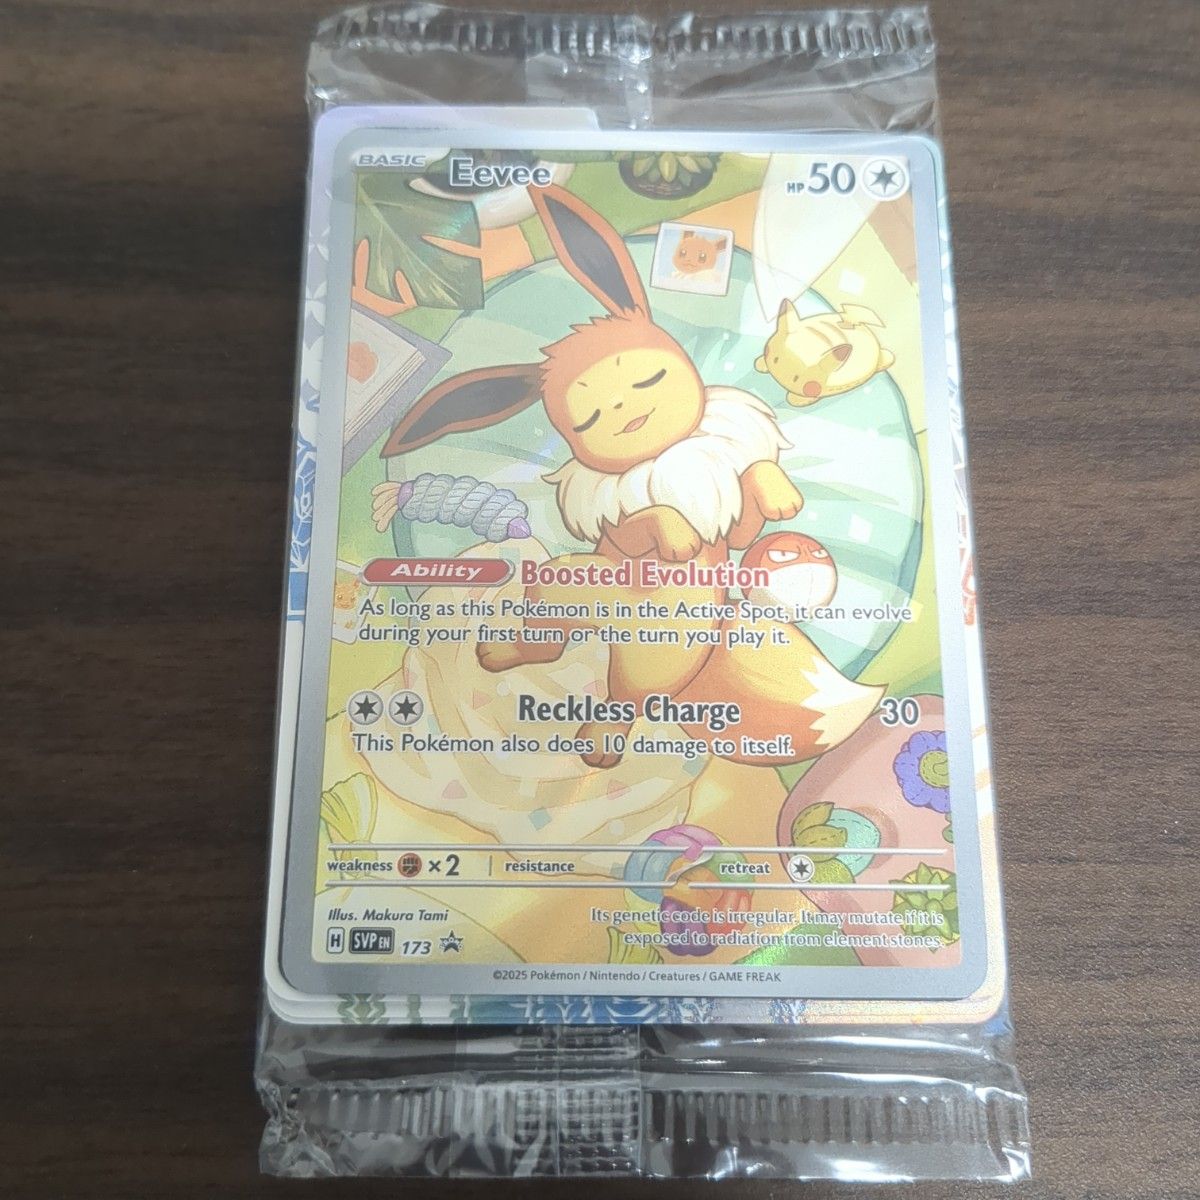 BASIC Eevee HP 50
Ability Boosted Evolution
As long as this Pokémon is in the Active Spot, it can evolve
during your first turn or the turn you play it.
Reckless Charge 30
This Pokémon also does 10 damage to itself.
weakness ×2 resistance retreat
Illus. Makura Tami
Its genetic code is irregular. It may mutate if it is
exposed to radiation from element stones.
H SVP EN 173 PROMO
©2025 Pokémon / Nintendo / Creatures / GAME FREAK